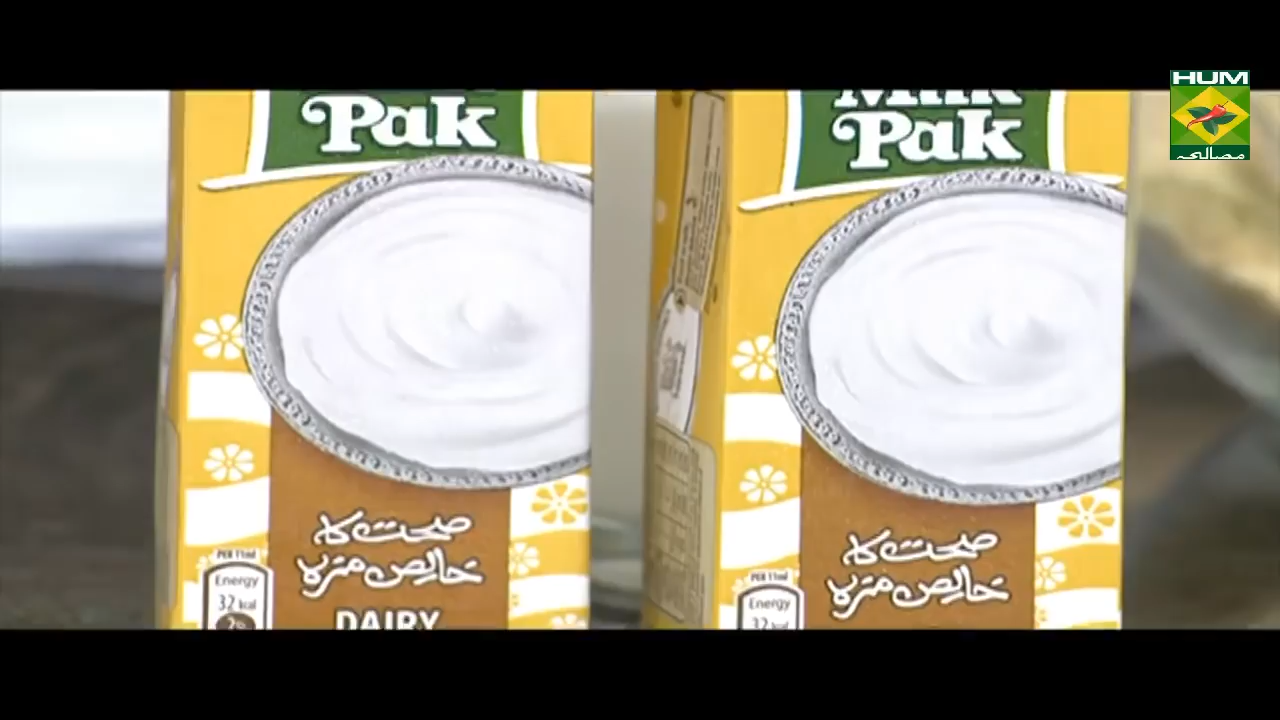 HUM
مصالحہ
Pak
صحت کا
خالص مزہ
PER 11ml
Energy
32 kcal
2%
DAIRY
Milk
Pak
صحت کا
خالص مزہ
PER 11ml
Energy
32 kcal